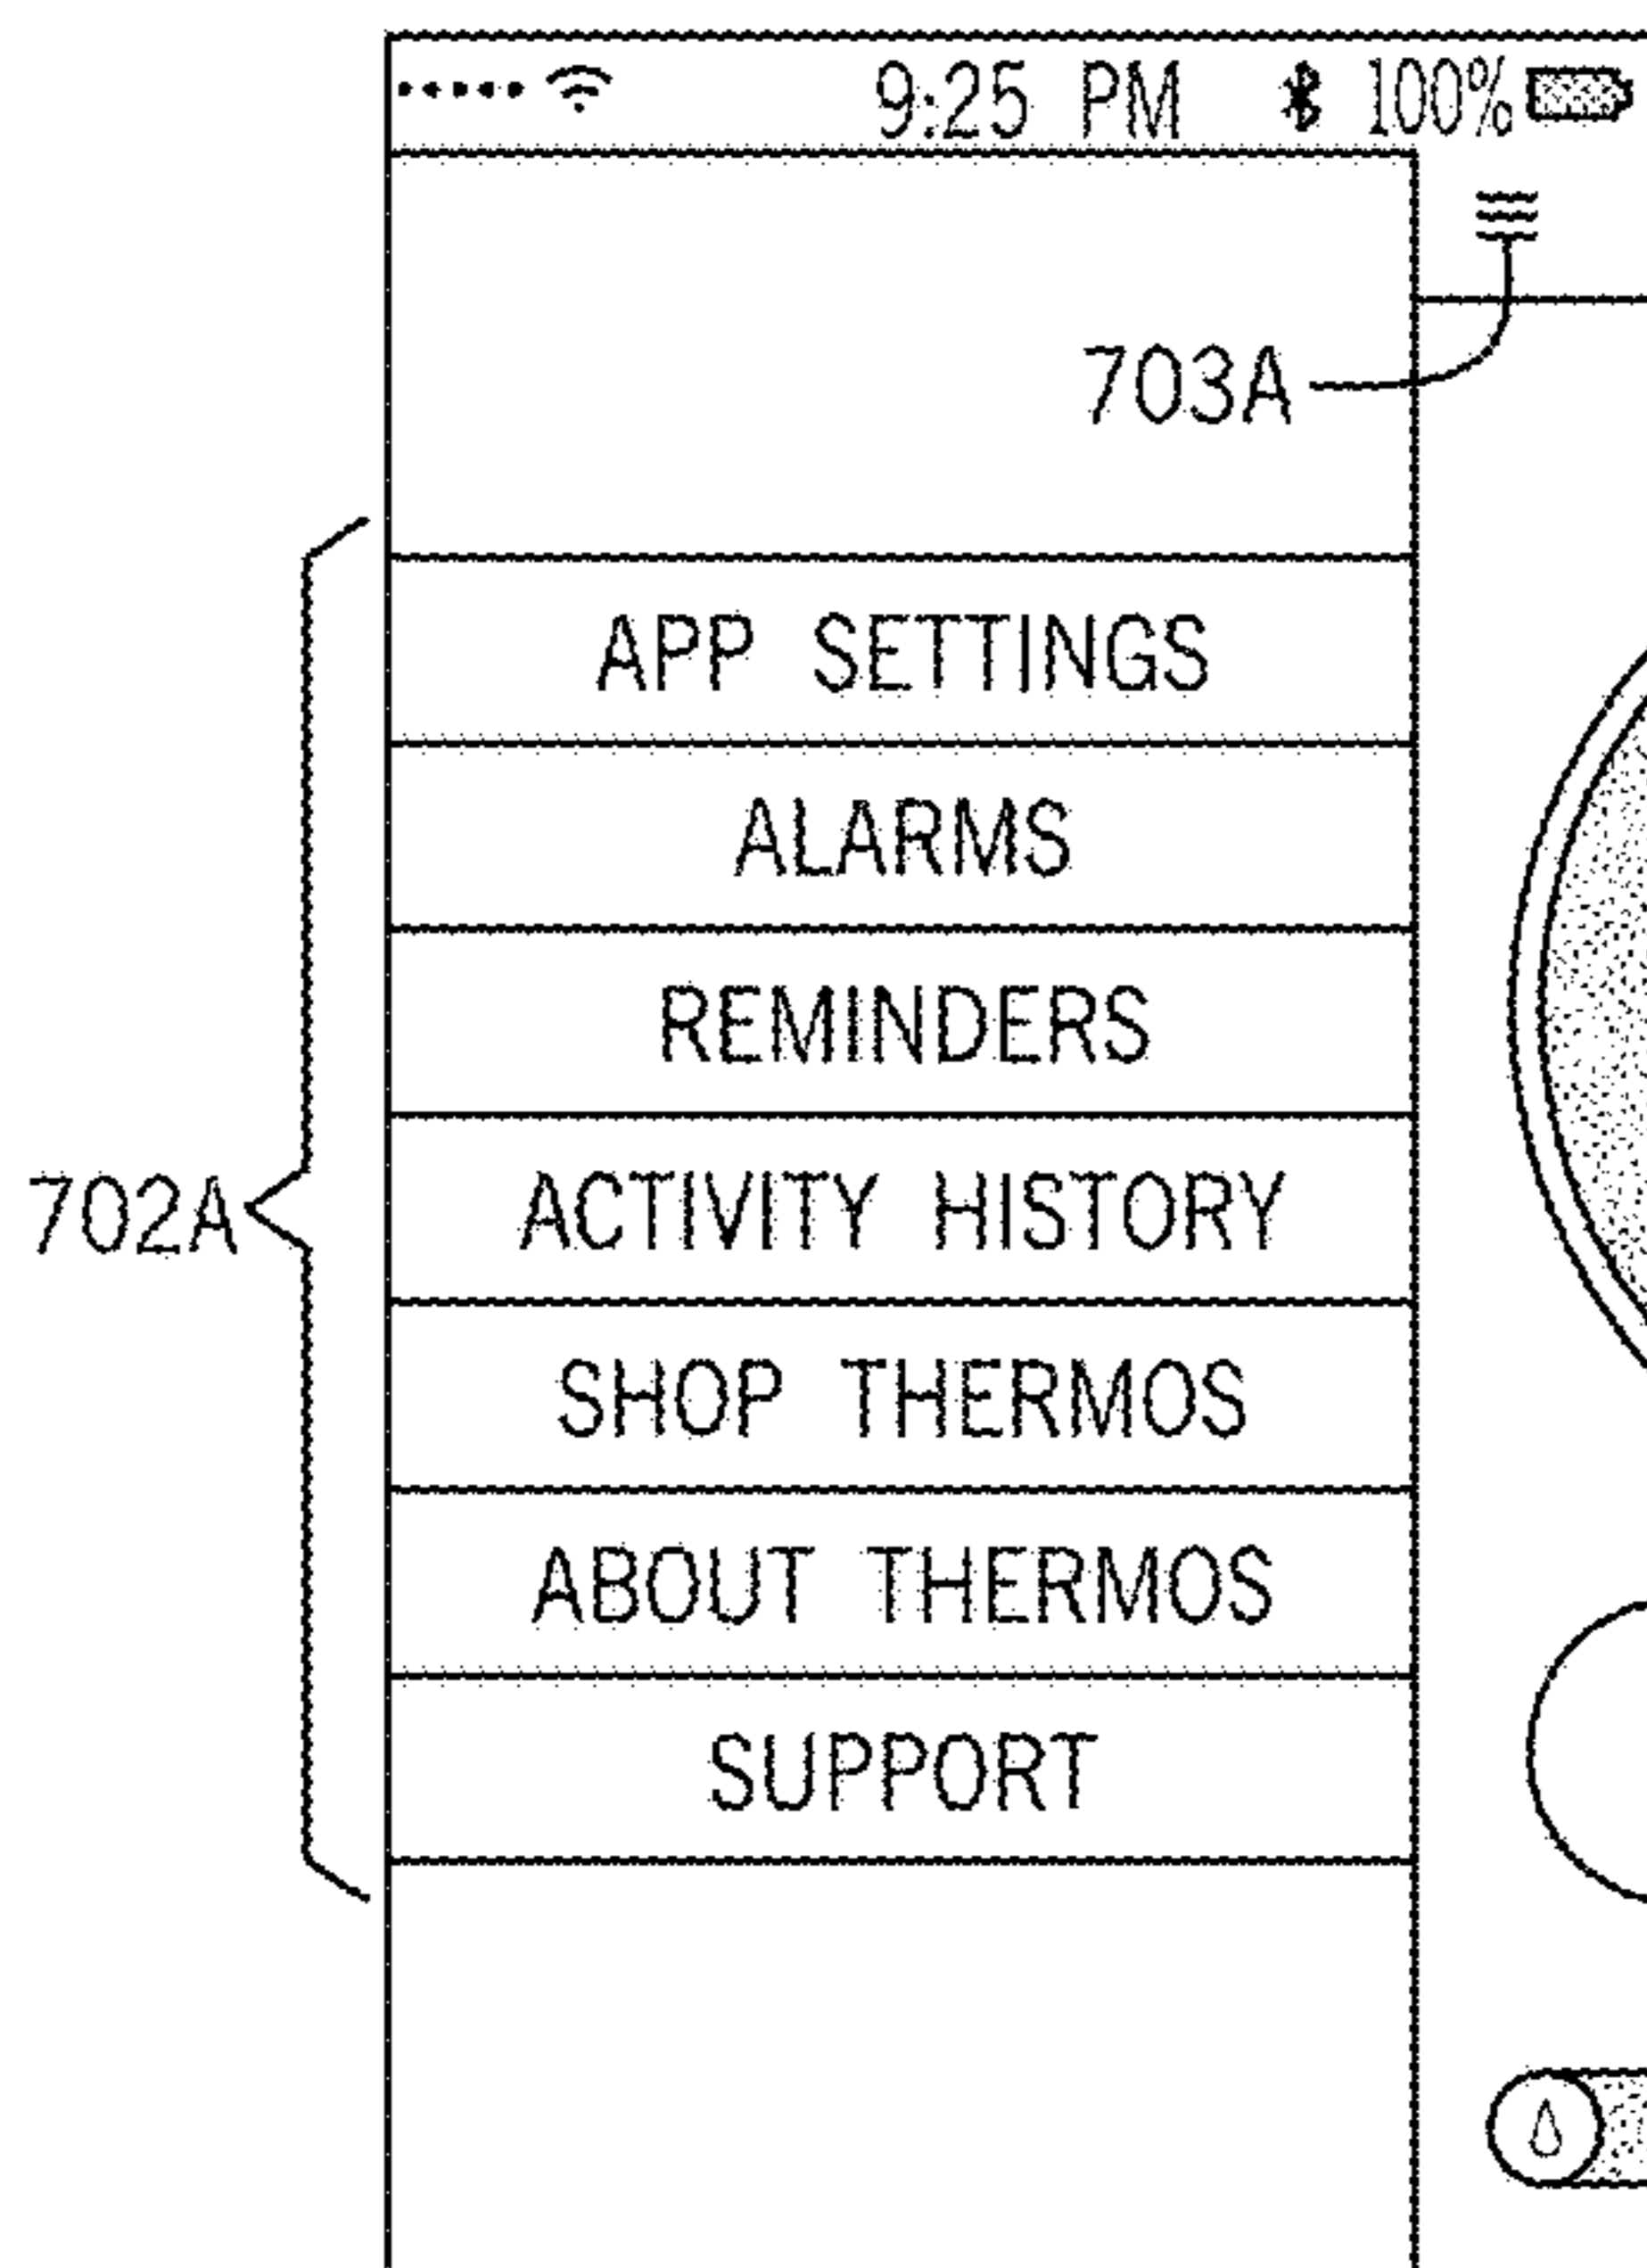 9:25 PM 100%
703A
APP SETTINGS
ALARMS
REMINDERS
702A
ACTIVITY HISTORY
SHOP THERMOS
ABOUT THERMOS
SUPPORT